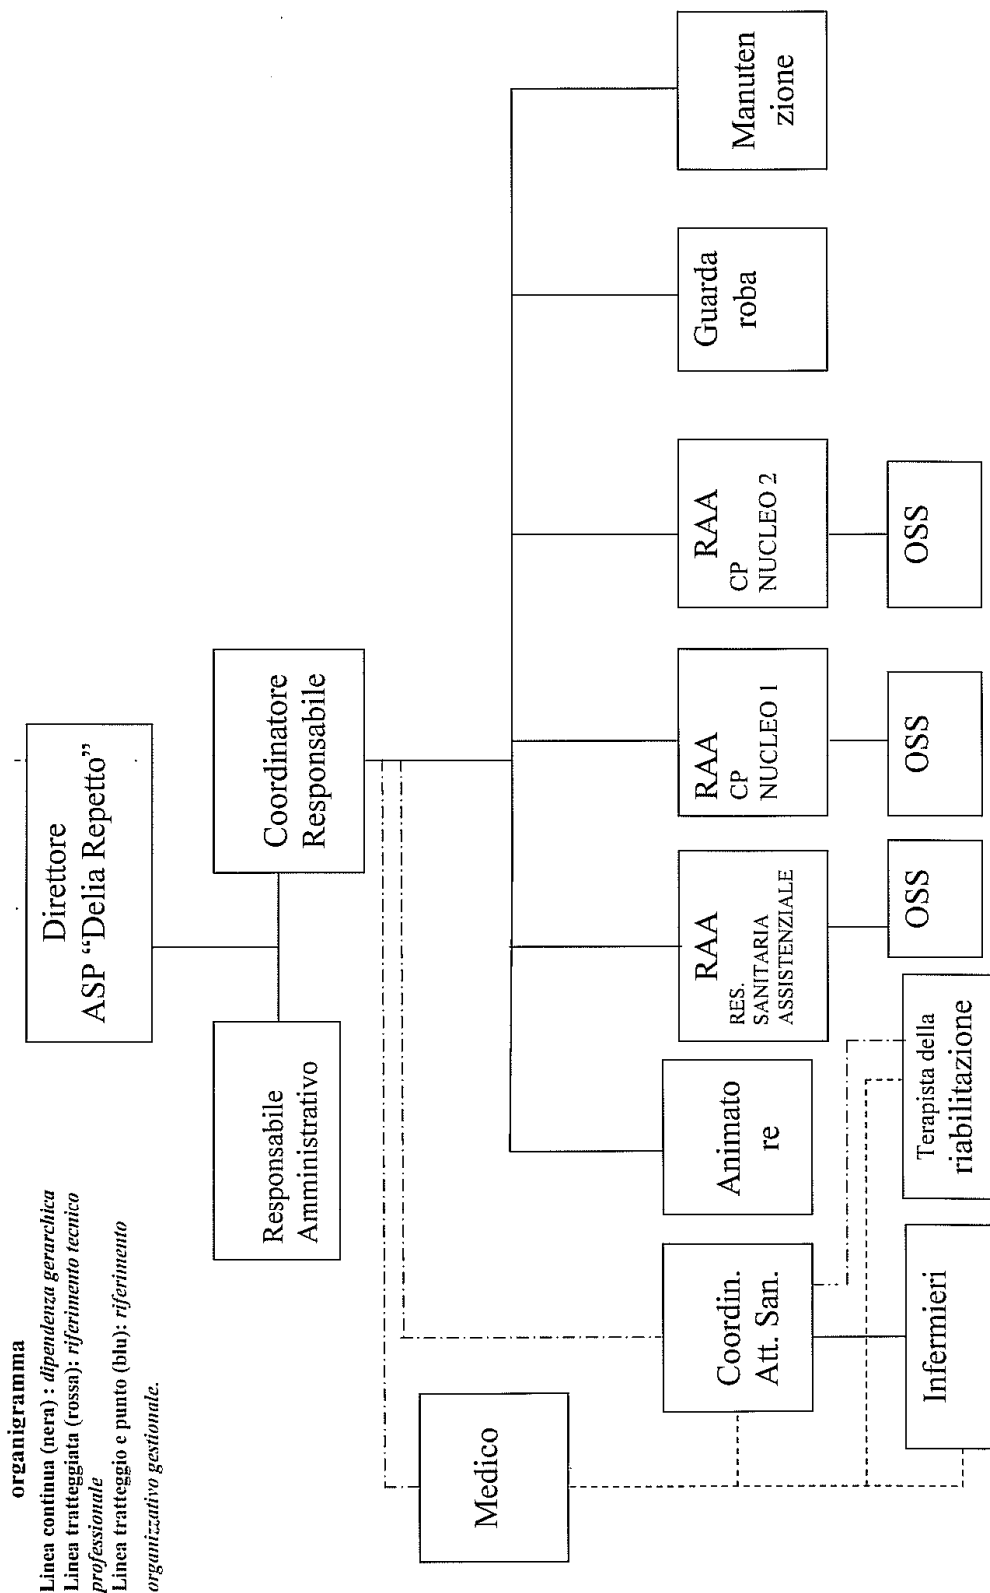 organigramma
Linea continua (nera) : dipendenza gerarchica
Linea tratteggiata (rossa): riferimento tecnico
professionale
Linea tratteggio e punto (blu): riferimento
organizzativo gestionale.
Direttore
ASP “Delia Repetto”
Responsabile
Amministrativo
Coordinatore
Responsabile
Medico
Coordin.
Att. San.
Animato
re
RAA
RES.
SANITARIA
ASSISTENZIALE
RAA
CP
NUCLEO 1
RAA
CP
NUCLEO 2
Guarda
roba
Manuten
zione
Infermieri
Terapista della
riabilitazione
OSS
OSS
OSS